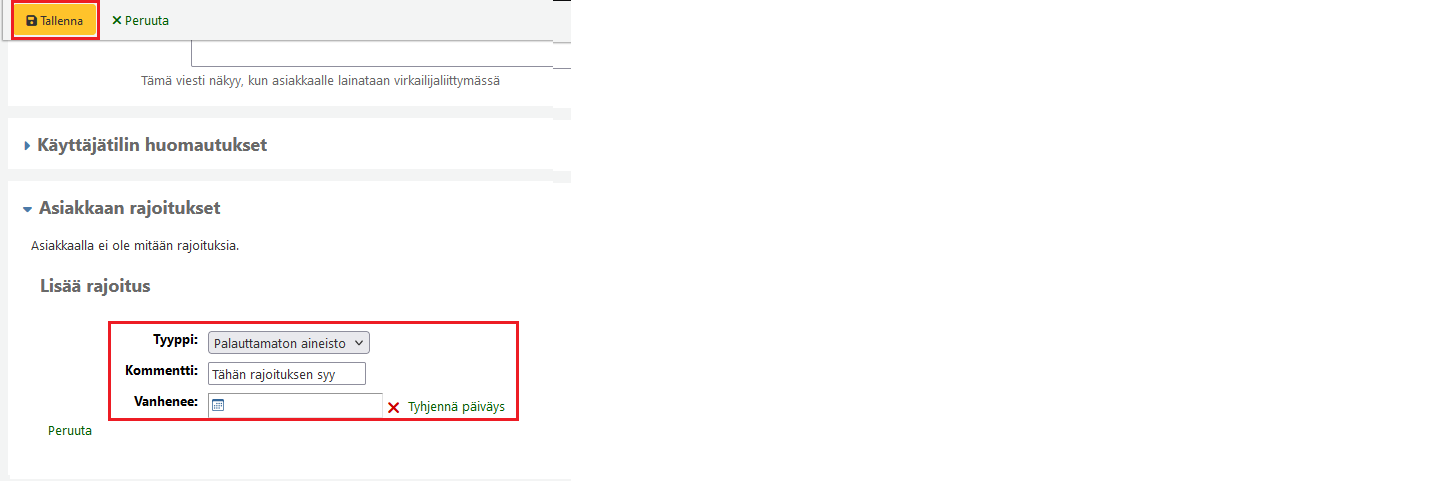 Tallenna Peruuta
Tämä viesti näkyy, kun asiakkaalle lainataan virkailijaliittymässä
Käyttäjätilin huomautukset
Asiakkaan rajoitukset
Asiakkaalla ei ole mitään rajoituksia.
Lisää rajoitus
Tyyppi: Palauttamaton aineisto
Kommentti: Tähän rajoituksen syy
Vanhenee: Tyhjennä päiväys
Peruuta